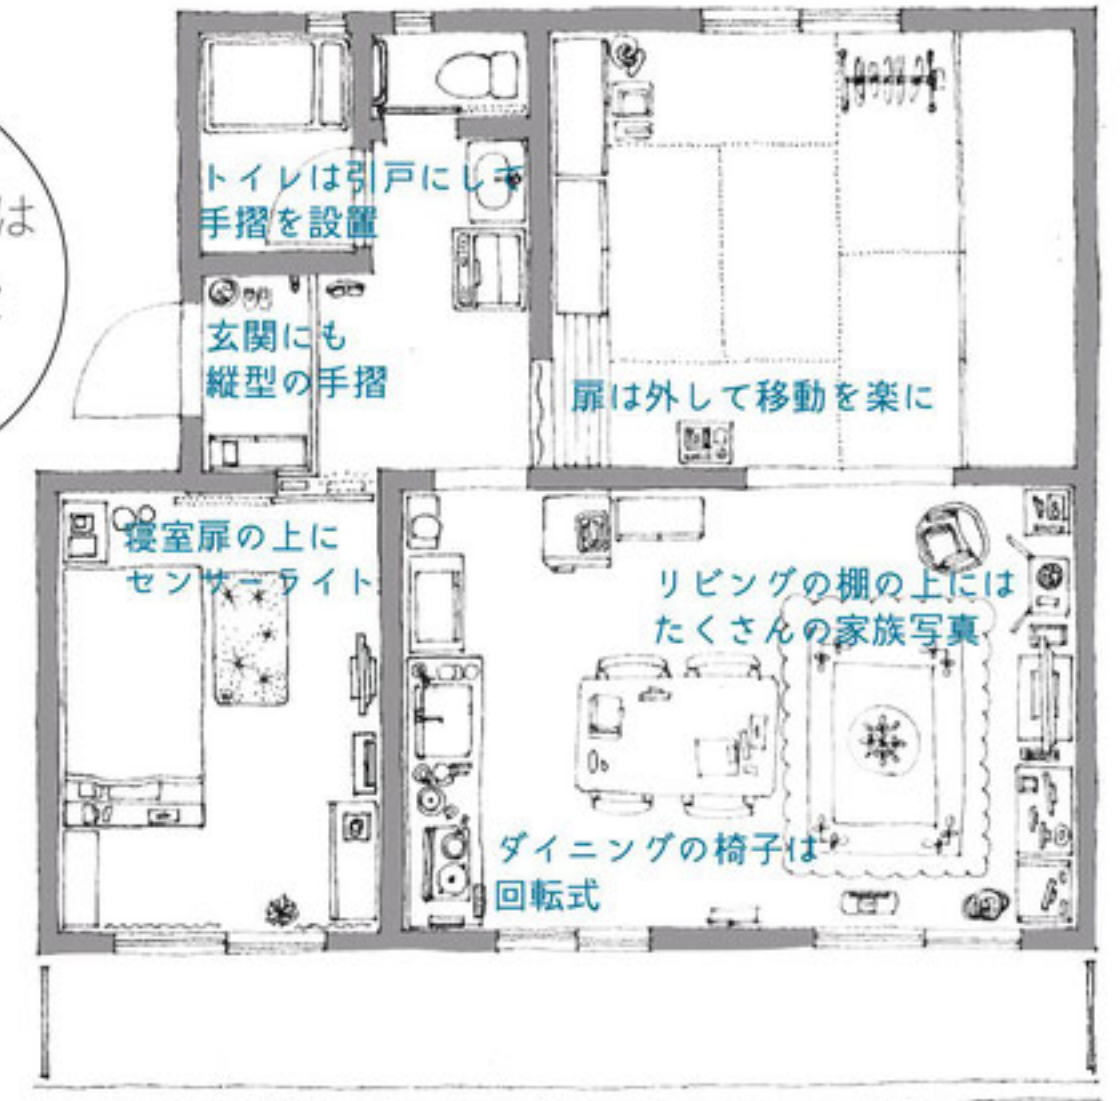 トイレは引戸にして
手摺を設置
は
玄関にも
縦型の手摺
扉は外して移動を楽に
寝室扉の上に
センサーライト
リビングの棚の上には
たくさんの家族写真
ダイニングの椅子は
回転式